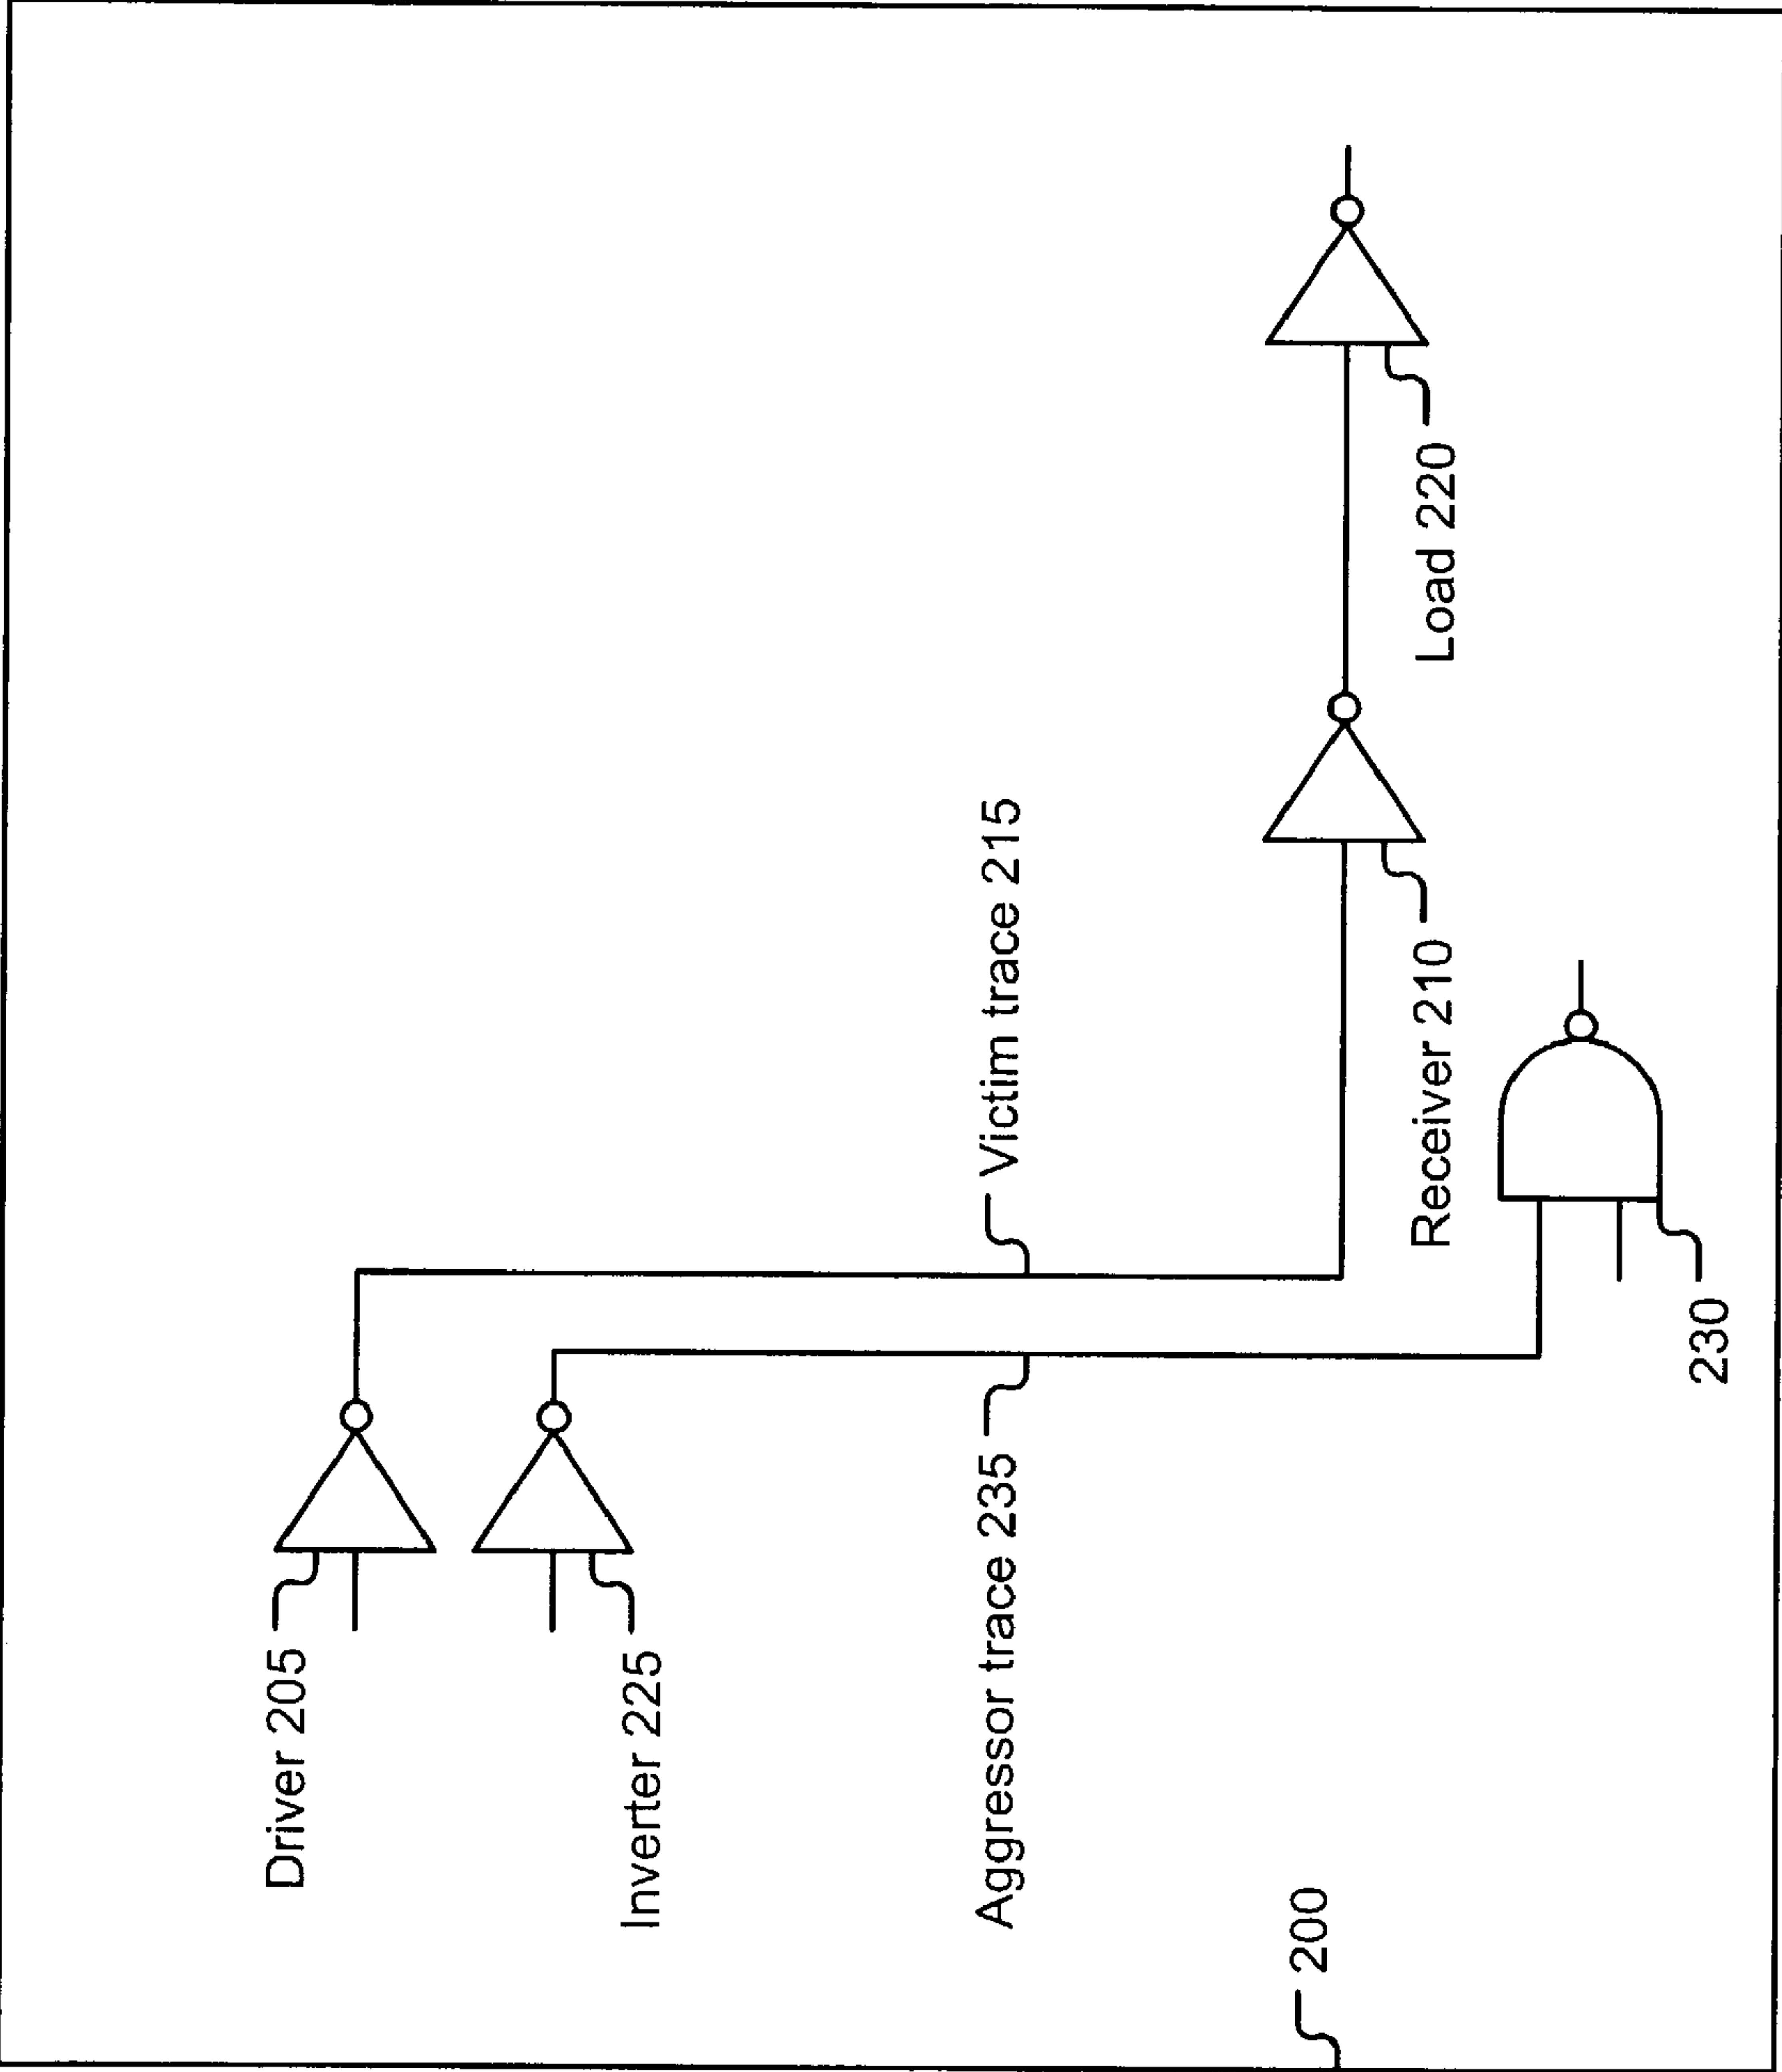 Driver 205
Inverter 225
Aggressor trace 235
Victim trace 215
200
Receiver 210
Load 220
230